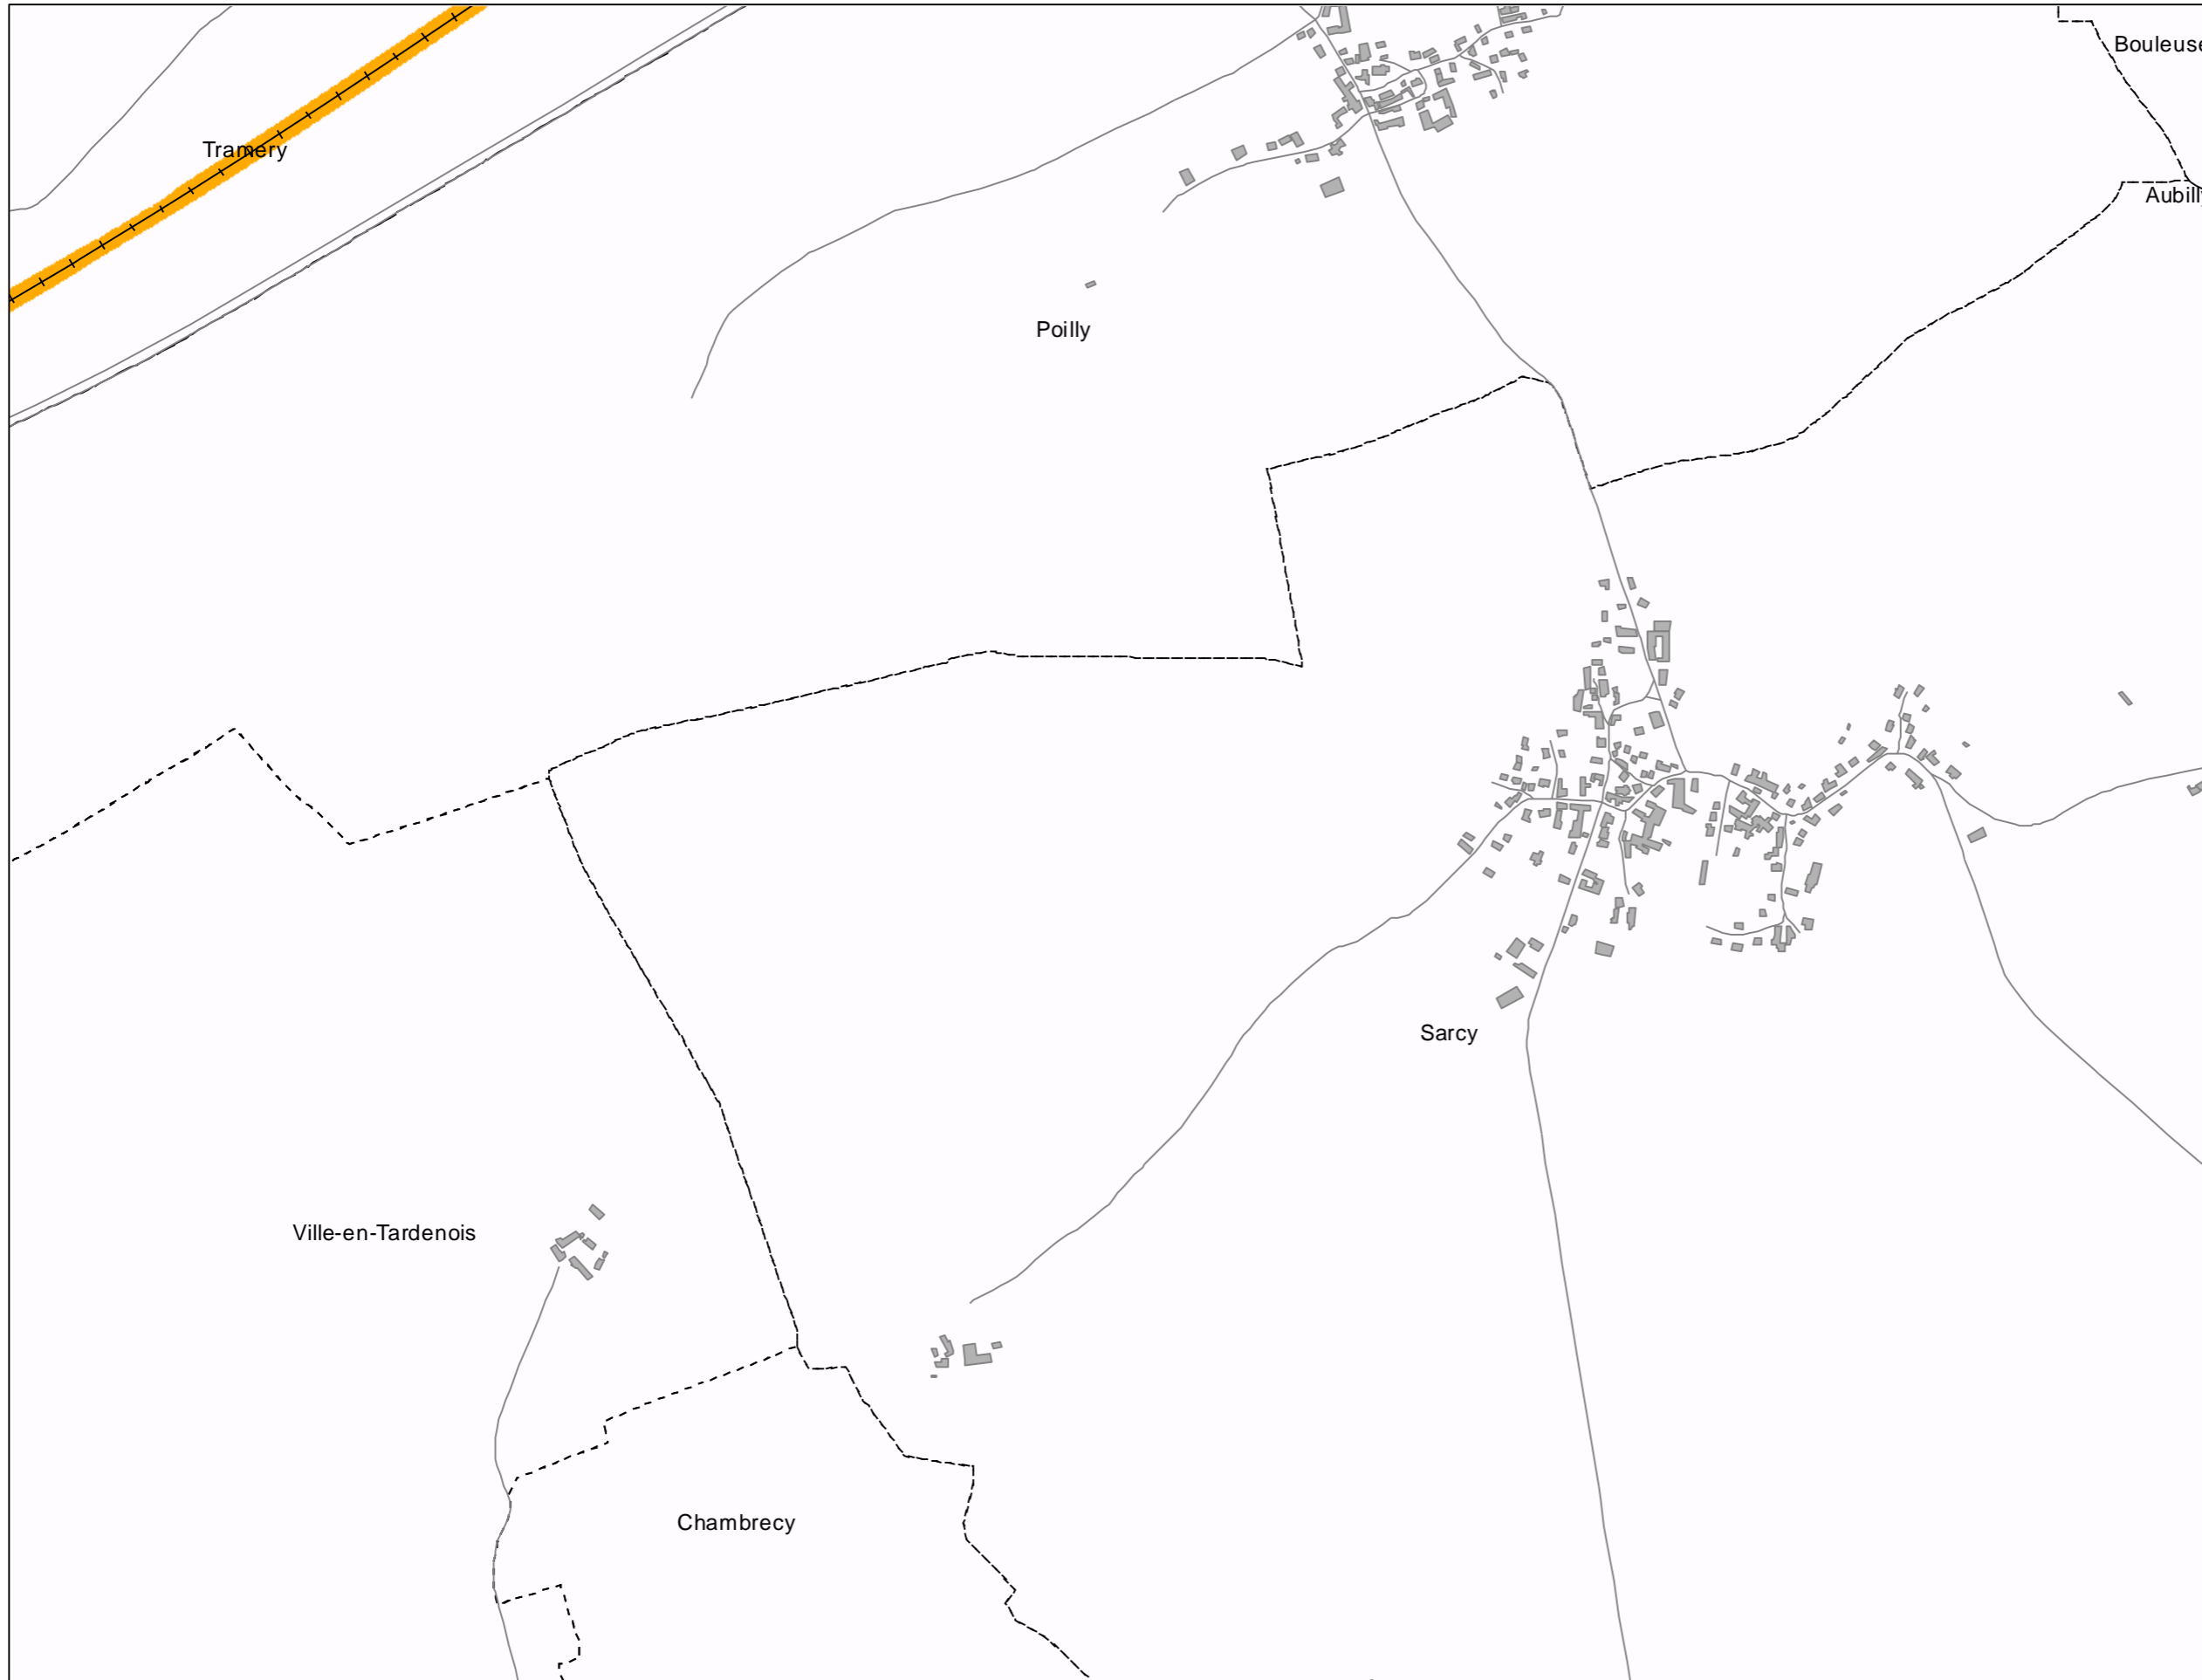 Bouleuse
Tramery
Aubilly
Poilly
Sarcy
Ville-en-Tardenois
Chambrecy